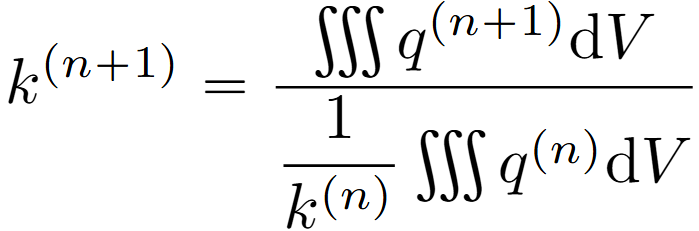 k^{(n+1)} = \frac{\iiint q^{(n+1)} \mathrm{d}V}{\frac{1}{k^{(n)}} \iiint q^{(n)} \mathrm{d}V}